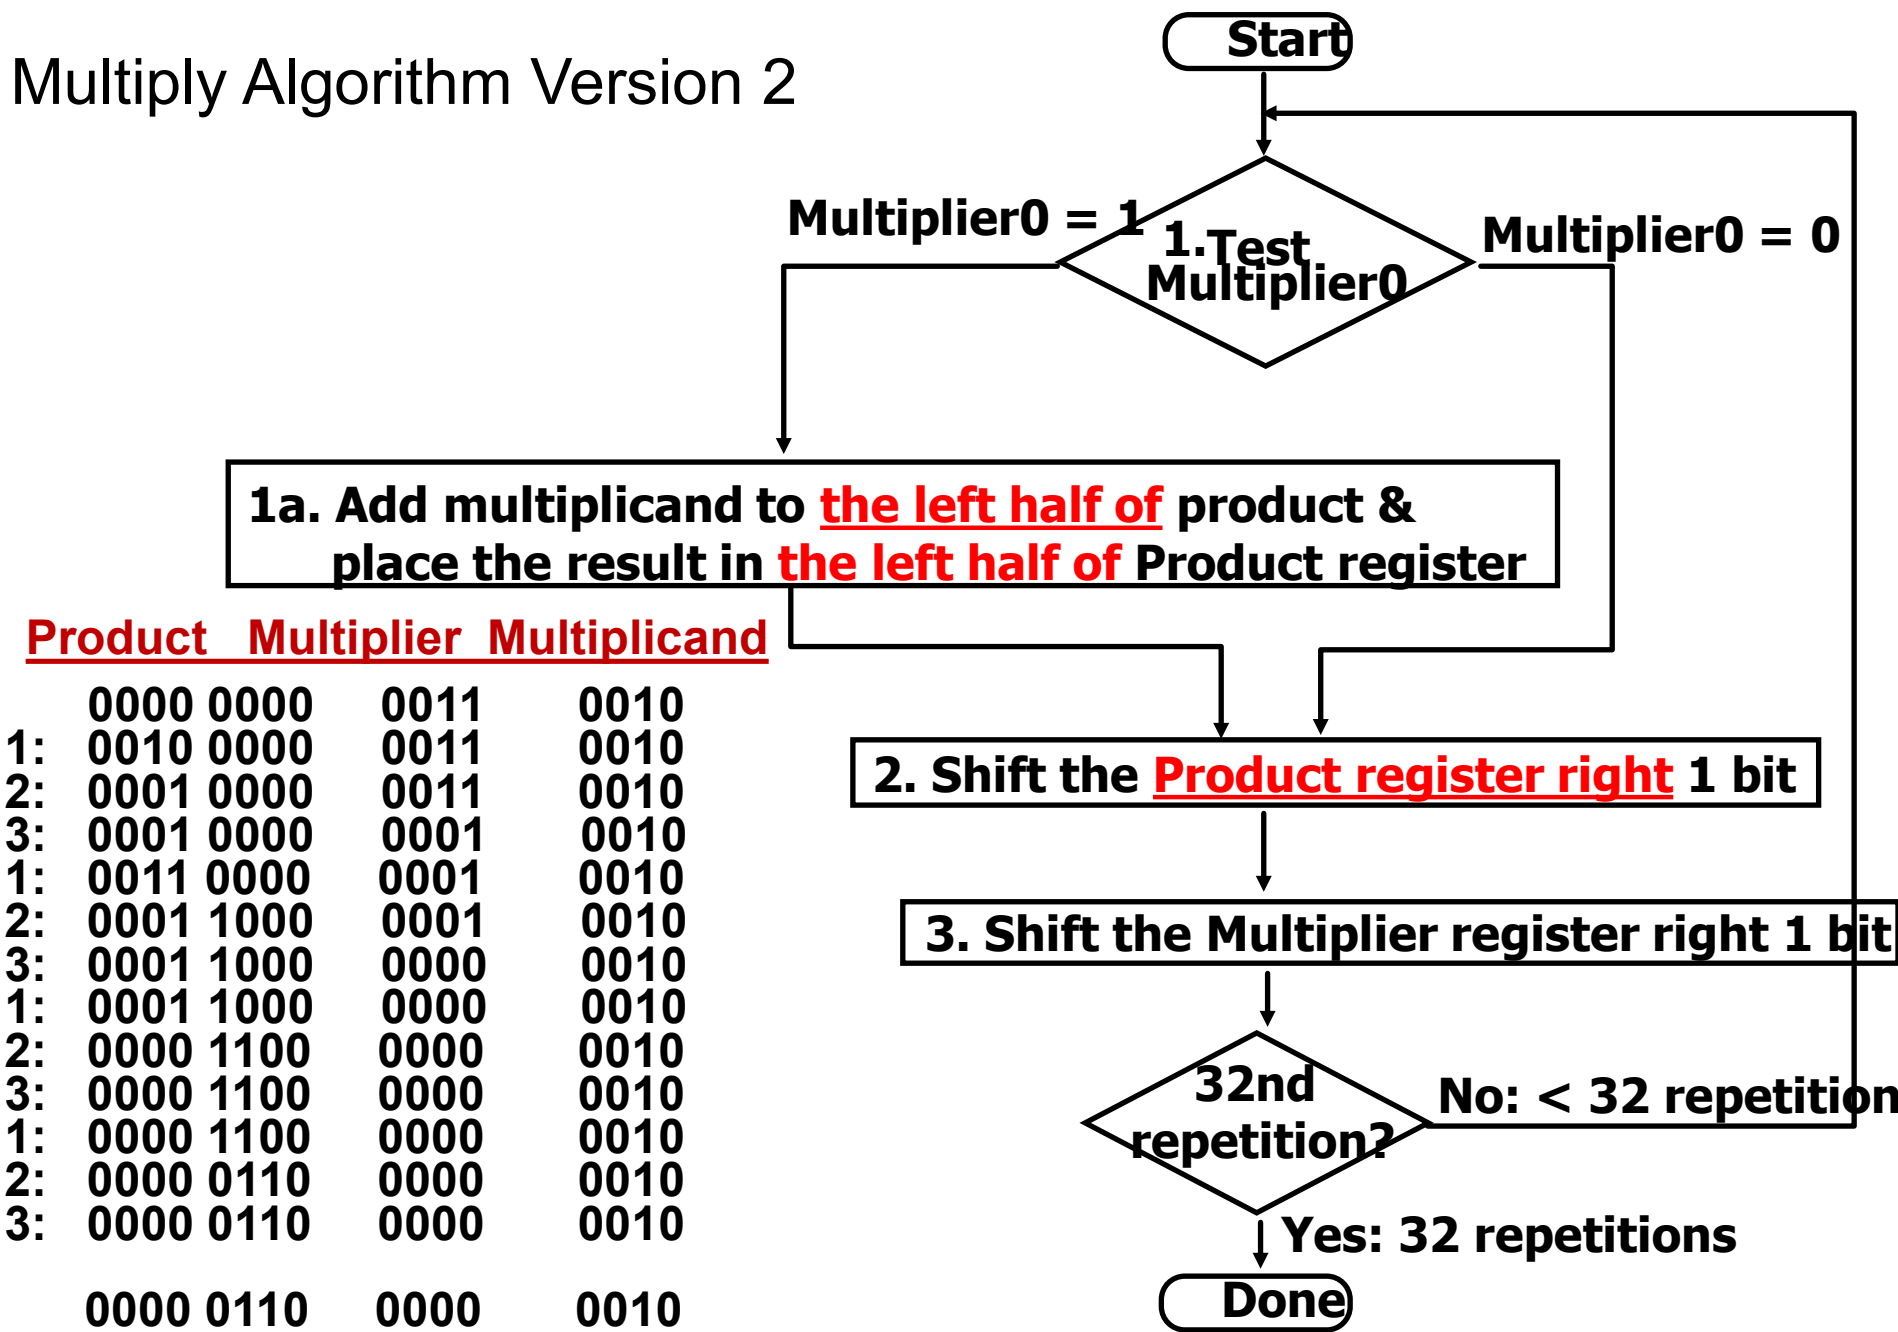 Multiply Algorithm Version 2
Start
Multiplier0 = 1
1.Test
Multiplier0
Multiplier0 = 0
1a. Add multiplicand to the left half of product &
place the result in the left half of Product register
Product Multiplier Multiplicand
0000 0000 0011 0010
1: 0010 0000 0011 0010
2: 0001 0000 0011 0010
3: 0001 0000 0001 0010
1: 0011 0000 0001 0010
2: 0001 1000 0001 0010
3: 0001 1000 0000 0010
1: 0001 1000 0000 0010
2: 0000 1100 0000 0010
3: 0000 1100 0000 0010
1: 0000 1100 0000 0010
2: 0000 0110 0000 0010
3: 0000 0110 0000 0010
0000 0110 0000 0010
2. Shift the Product register right 1 bit
3. Shift the Multiplier register right 1 bit
32nd
repetition?
No: < 32 repetition
Yes: 32 repetitions
Done